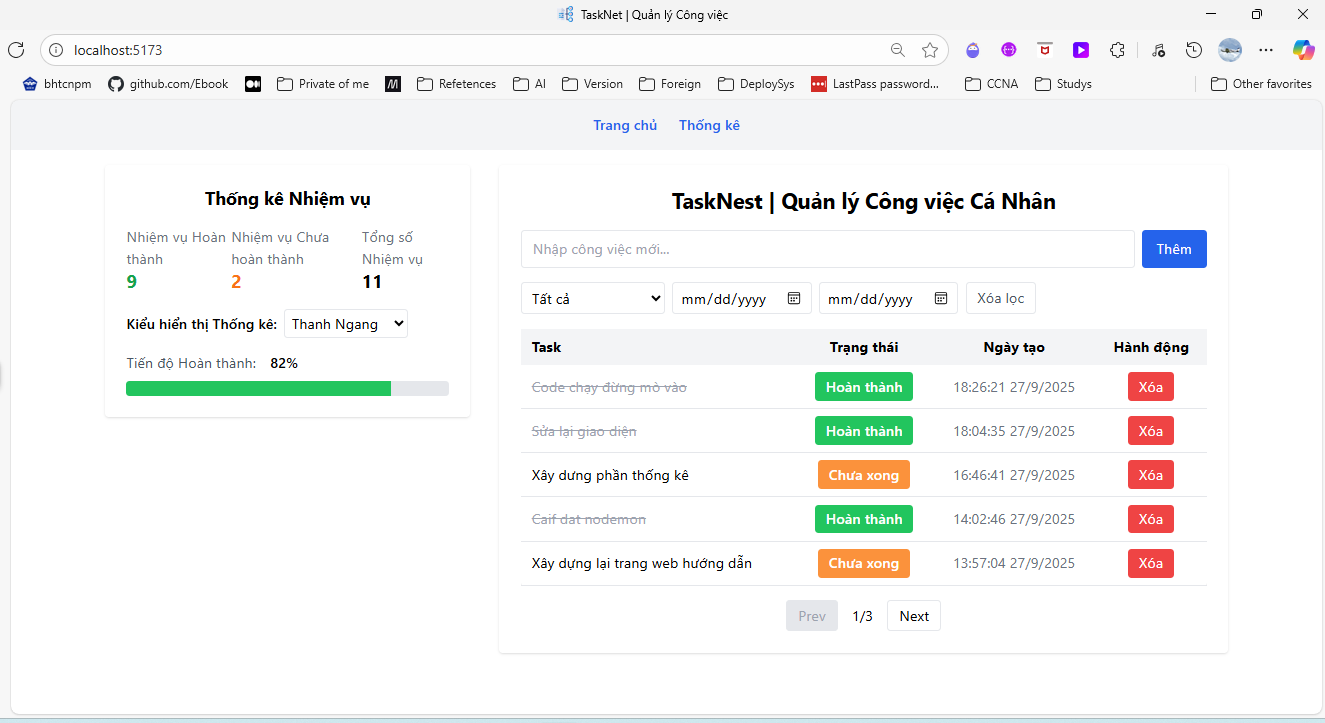 TaskNet | Quản lý Công việc
localhost:5173
bhtcnpm github.com/Ebook Private of me Refetences AI Version Foreign DeploySys LastPass password... CCNA Studys Other favorites
Trang chủ Thống kê
Thống kê Nhiệm vụ
Nhiệm vụ Hoàn thành
9
Nhiệm vụ Chưa hoàn thành
2
Tổng số Nhiệm vụ
11
Kiểu hiển thị Thống kê: Thanh Ngang
Tiến độ Hoàn thành: 82%
TaskNest | Quản lý Công việc Cá Nhân
Nhập công việc mới... Thêm
Tất cả mm/dd/yyyy mm/dd/yyyy Xóa lọc
Task Trạng thái Ngày tạo Hành động
Code chạy đừng mò vào Hoàn thành 18:26:21 27/9/2025 Xóa
Sửa lại giao diện Hoàn thành 18:04:35 27/9/2025 Xóa
Xây dưng phần thống kê Chưa xong 16:46:41 27/9/2025 Xóa
Caif dat nodemon Hoàn thành 14:02:46 27/9/2025 Xóa
Xây dựng lại trang web hướng dẫn Chưa xong 13:57:04 27/9/2025 Xóa
Prev 1/3 Next